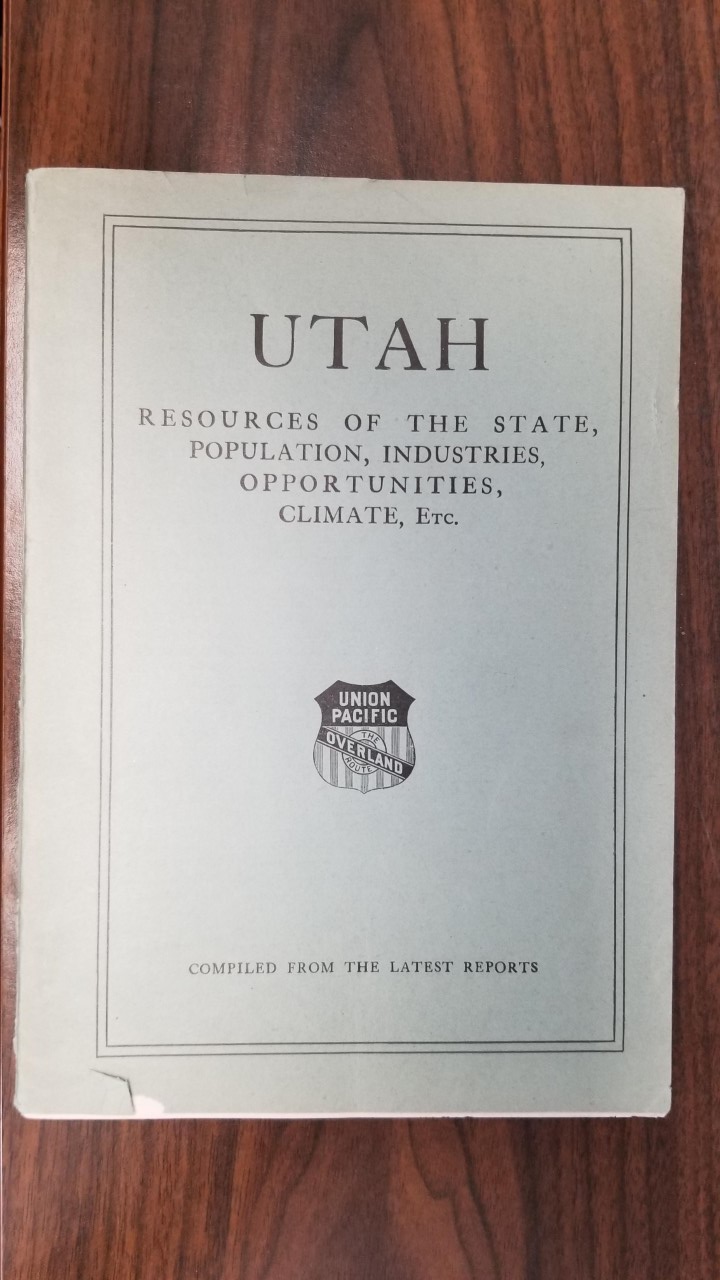 UTAH
RESOURCES OF THE STATE,
POPULATION, INDUSTRIES,
OPPORTUNITIES,
CLIMATE, ETC.
UNION
PACIFIC
THE
OVERLAND
ROUTE
COMPILED FROM THE LATEST REPORTS